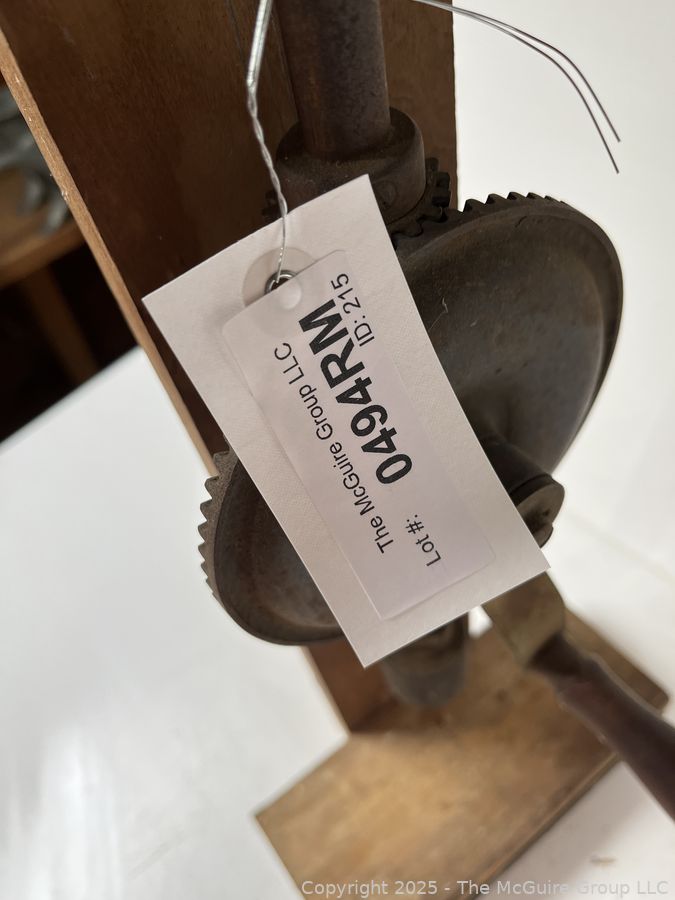 The McGuire Group LLC
0494RM
Lot #: ID: 215
Copyright 2025 - The McGuire Group LLC